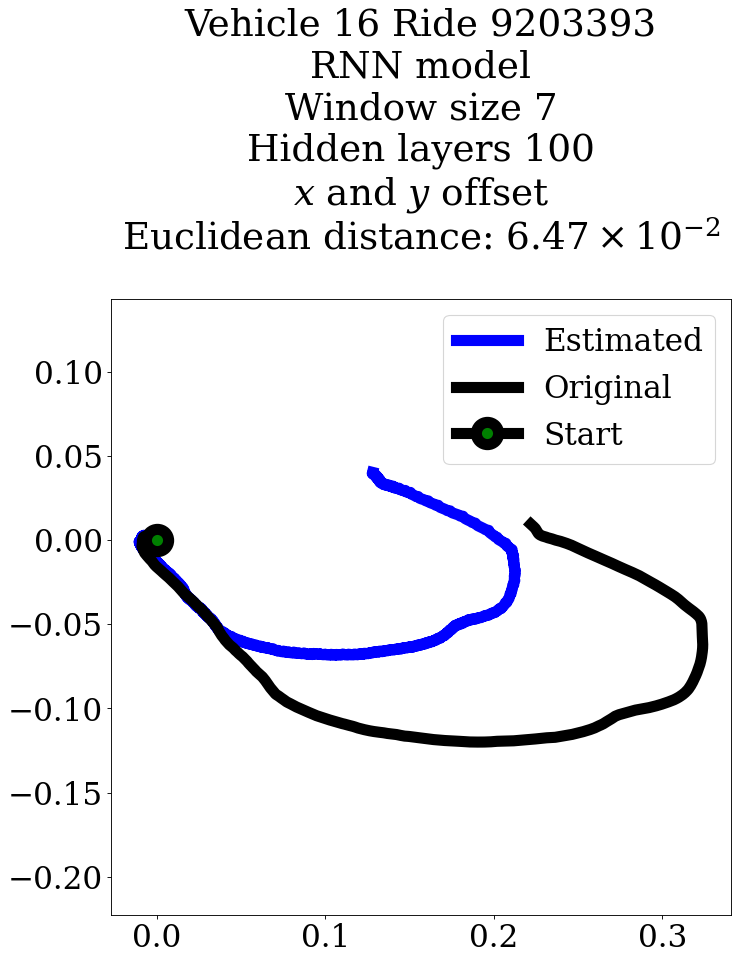 Vehicle 16 Ride 9203393
RNN model
Window size 7
Hidden layers 100
x and y offset
Euclidean distance: 6.47 × 10⁻²
Estimated
Original
Start
0.10
0.05
0.00
−0.05
−0.10
−0.15
−0.20
0.0 0.1 0.2 0.3